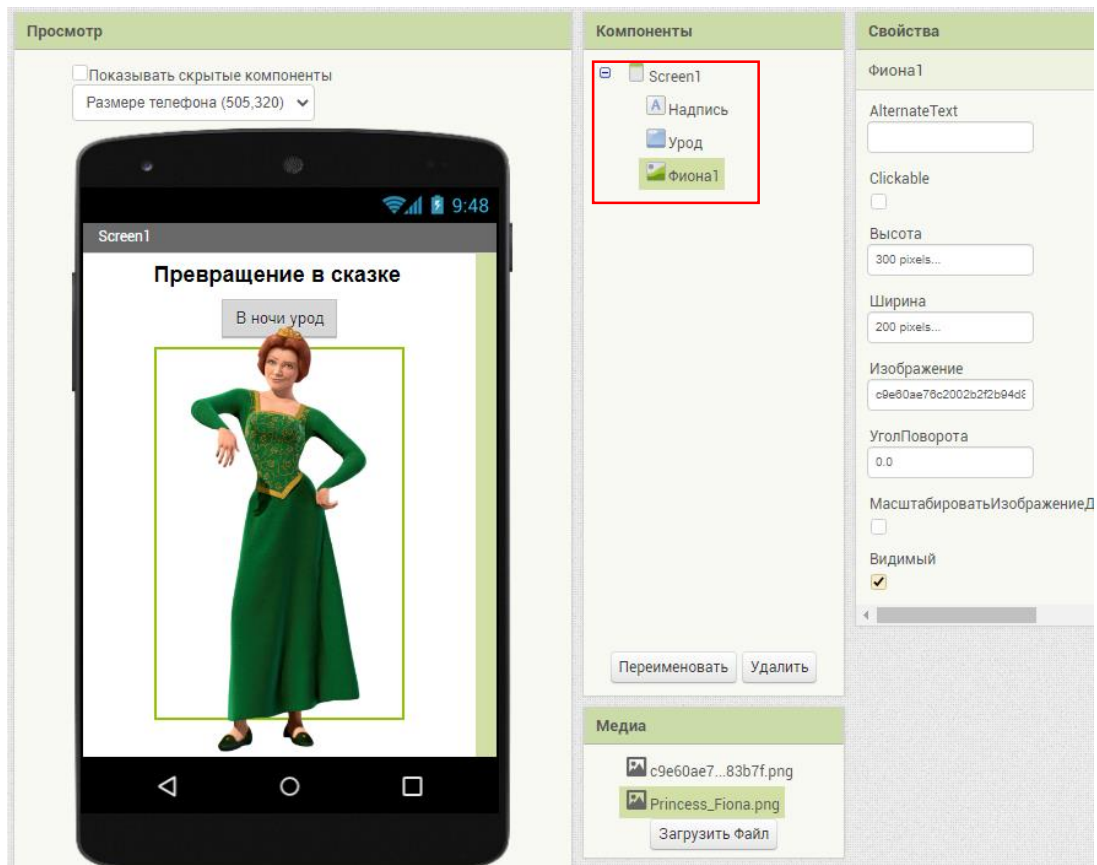 Просмотр
Показывать скрытые компоненты
Размере телефона (505,320)
9:48
Screen1
Превращение в сказке
В ночи урод
Компоненты
Screen1
Надпись
Урод
Фиона1
Переименовать Удалить
Медиа
c9e60ae7...83b7f.png
Princess_Fiona.png
Загрузить Файл
Свойства
Фиона1
AlternateText
Clickable
Высота
300 pixels...
Ширина
200 pixels...
Изображение
c9e60ae76c2002b2f2b94d8
УголПоворота
0.0
МасштабироватьИзображениеД
Видимый